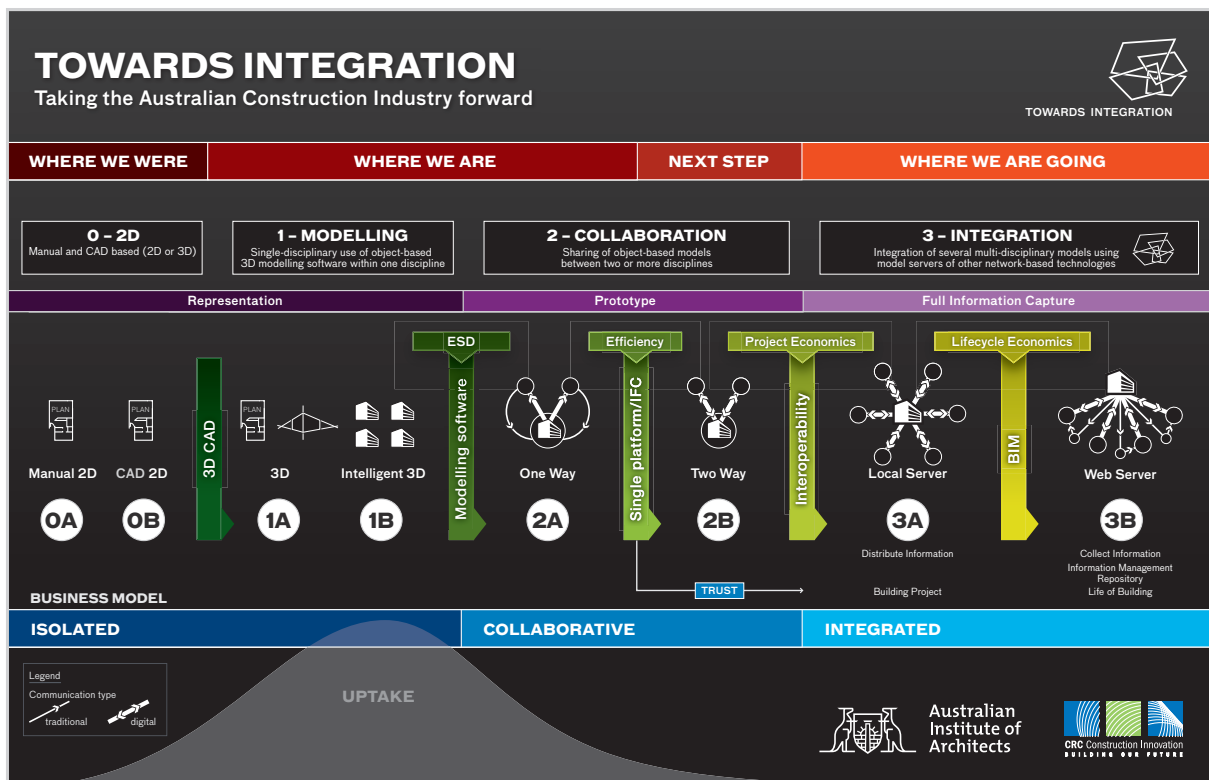 TOWARDS INTEGRATION
Taking the Australian Construction Industry forward
TOWARDS INTEGRATION
WHERE WE WERE
WHERE WE ARE
NEXT STEP
WHERE WE ARE GOING
0 – 2D
Manual and CAD based (2D or 3D)
1 – MODELLING
Single-disciplinary use of object-based
3D modelling software within one discipline
2 – COLLABORATION
Sharing of object-based models
between two or more disciplines
3 – INTEGRATION
Integration of several multi-disciplinary models using
model servers of other network-based technologies
Representation
Prototype
Full Information Capture
ESD
Efficiency
Project Economics
Lifecycle Economics
PLAN
PLAN
3D CAD
PLAN
Modelling software
Single platform/IFC
Interoperability
BIM
Manual 2D
CAD 2D
3D
Intelligent 3D
One Way
Two Way
Local Server
Web Server
0A
0B
1A
1B
2A
2B
3A
3B
Distribute Information
Building Project
Collect Information
Information Management
Repository
Life of Building
TRUST
BUSINESS MODEL
ISOLATED
COLLABORATIVE
INTEGRATED
Legend
Communication type
traditional
digital
UPTAKE
Australian
Institute of
Architects
CRC Construction Innovation
BUILDING OUR FUTURE